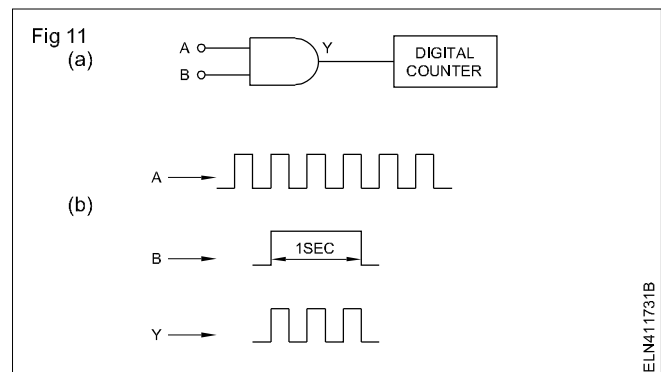 Fig 11
(a)
A
B
Y
DIGITAL
COUNTER
(b)
A
B
1SEC
Y
ELN411731B